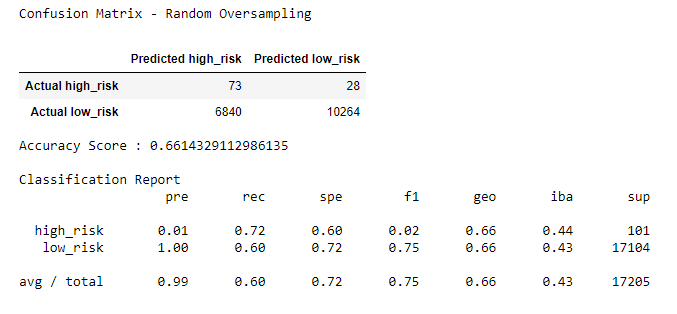 Confusion Matrix - Random Oversampling
Predicted high_risk Predicted low_risk
Actual high_risk 73 28
Actual low_risk 6840 10264
Accuracy Score : 0.6614329112986135
Classification Report
pre rec spe f1 geo iba sup
high_risk 0.01 0.72 0.60 0.02 0.66 0.44 101
low_risk 1.00 0.60 0.72 0.75 0.66 0.43 17104
avg / total 0.99 0.60 0.72 0.75 0.66 0.43 17205